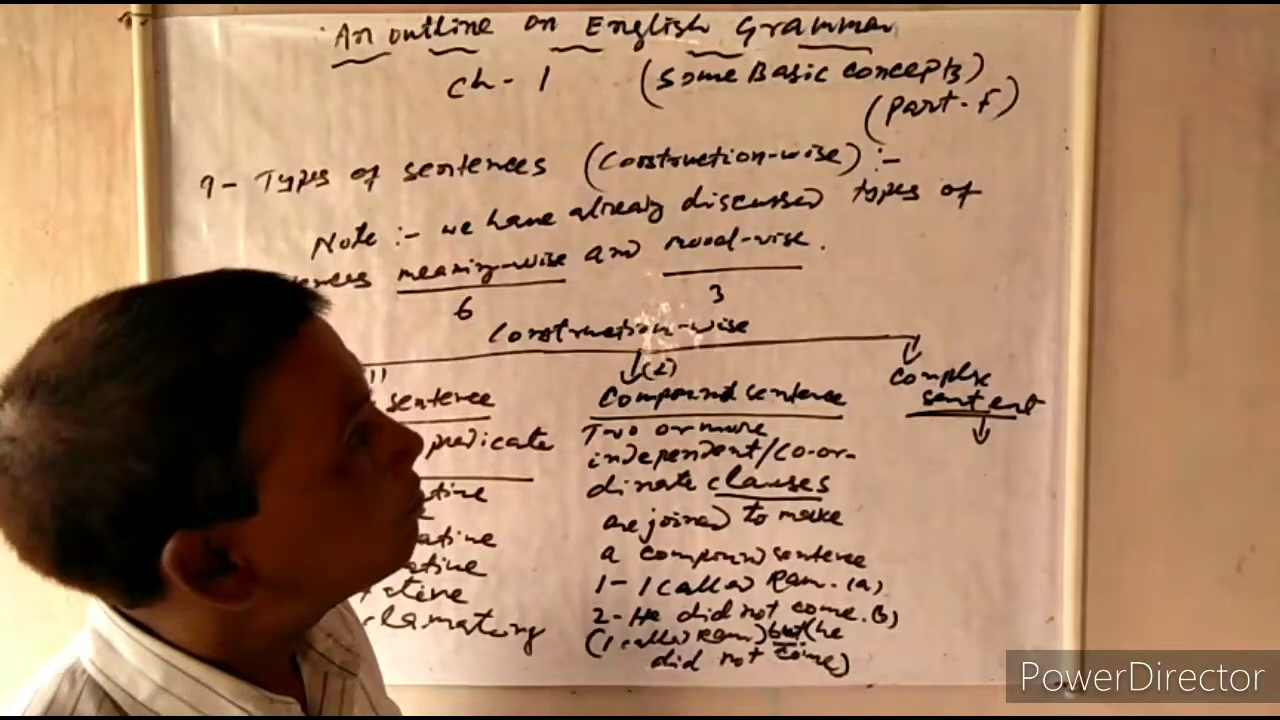 An outline on English Grammar
Ch - 1 (Some Basic concepts)
(Part - F)
9 - Types of sentences (Construction-wise) :-
Note :- we have already discussed types of
meaning-wise and mood-wise.
6 3
Construction-wise
(2)
sentence
Compound sentence
Complex
sentent
predicate
Two or more
independent/co-or-
dinate clauses
are joined to make
a compound sentence
1 - I called Ram. (a)
2 - He did not come. (b)
(I called Ram) but (he
did not come)
PowerDirector